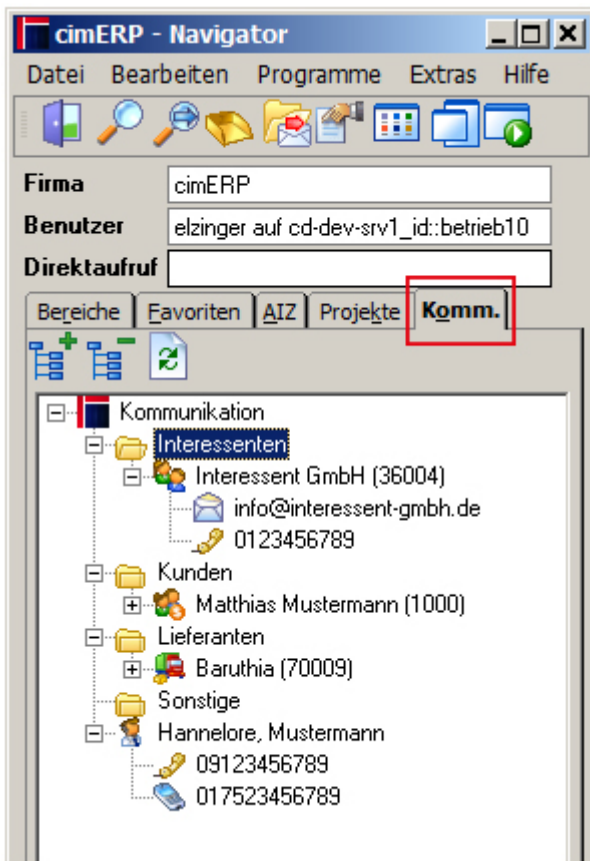 cimERP - Navigator
Datei Bearbeiten Programme Extras Hilfe
Firma cimERP
Benutzer elzinger auf cd-dev-srv1_id::betrieb10
Direktaufruf
Bereiche Favoriten AIZ Projekte Komm.
Kommunikation
Interessenten
Interessent GmbH (36004)
info@interessent-gmbh.de
0123456789
Kunden
Matthias Mustermann (1000)
Lieferanten
Baruthia (70009)
Sonstige
Hannelore, Mustermann
09123456789
017523456789